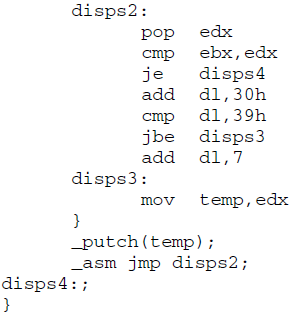 disps2:
pop edx
cmp ebx,edx
je disps4
add dl,30h
cmp dl,39h
jbe disps3
add dl,7
disps3:
mov temp,edx
}
_putch(temp);
_asm jmp disps2;
disps4:;
}